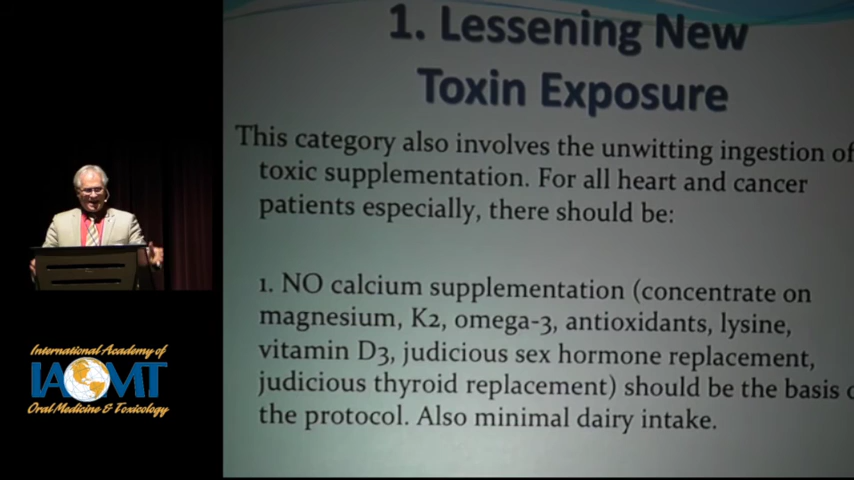 1. Lessening New
Toxin Exposure
This category also involves the unwitting ingestion of
toxic supplementation. For all heart and cancer
patients especially, there should be:
1. NO calcium supplementation (concentrate on
magnesium, K2, omega-3, antioxidants, lysine,
vitamin D3, judicious sex hormone replacement,
judicious thyroid replacement) should be the basis
the protocol. Also minimal dairy intake.
International Academy of
IAOMT
Oral Medicine & Toxicology